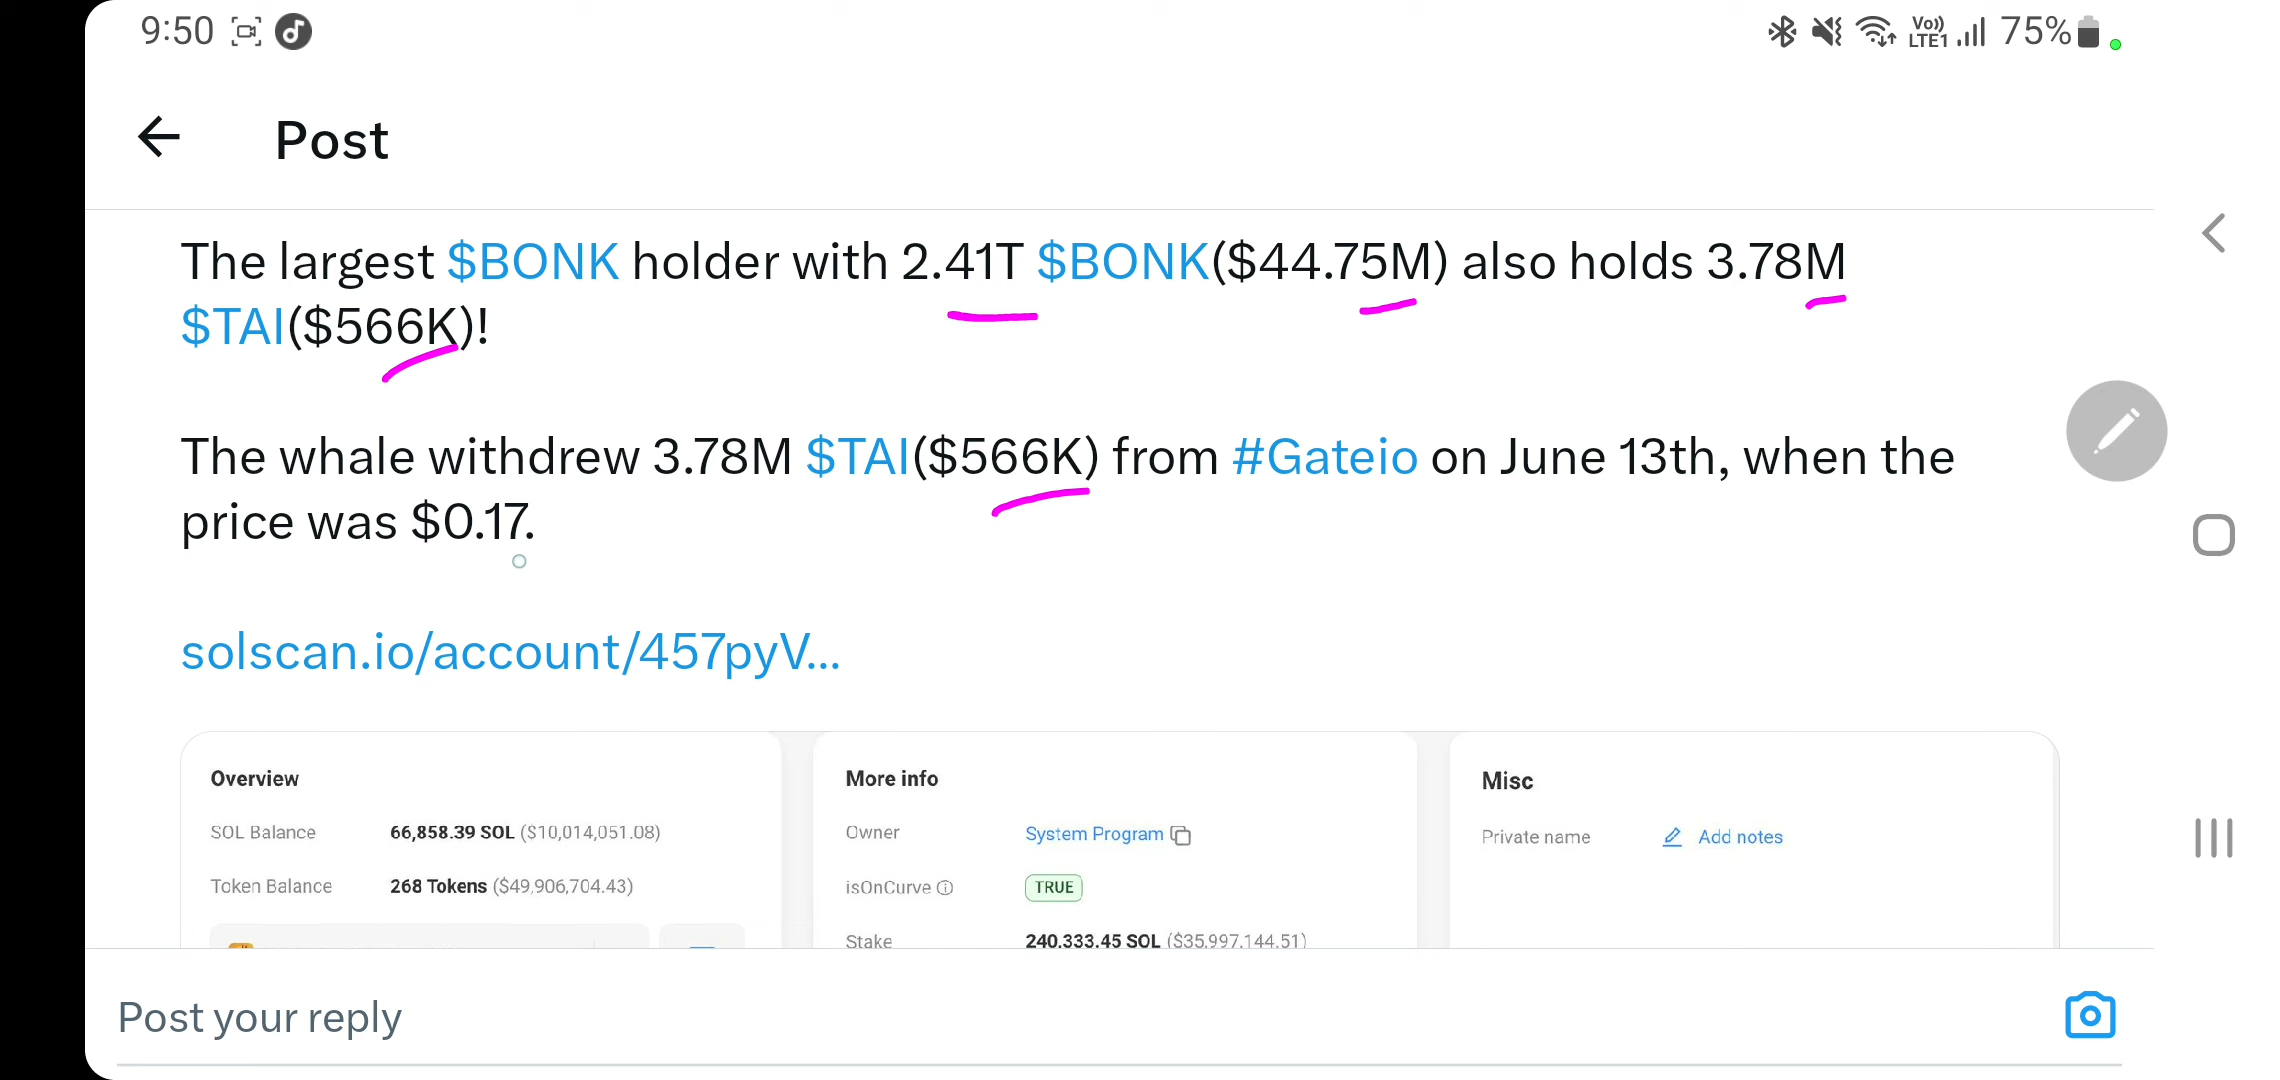 9:50 Vo)) LTE1 75%
Post
The largest $BONK holder with 2.41T $BONK($44.75M) also holds 3.78M
$TAI($566K)!
The whale withdrew 3.78M $TAI($566K) from #Gateio on June 13th, when the
price was $0.17.
solscan.io/account/457pyV...
Overview
SOL Balance 66,858.39 SOL ($10,014,051.08)
Token Balance 268 Tokens ($49,906,704.43)
More info
Owner System Program
isOnCurve TRUE
Stake 240,333.45 SOL ($35,997,144.51)
Misc
Private name Add notes
Post your reply